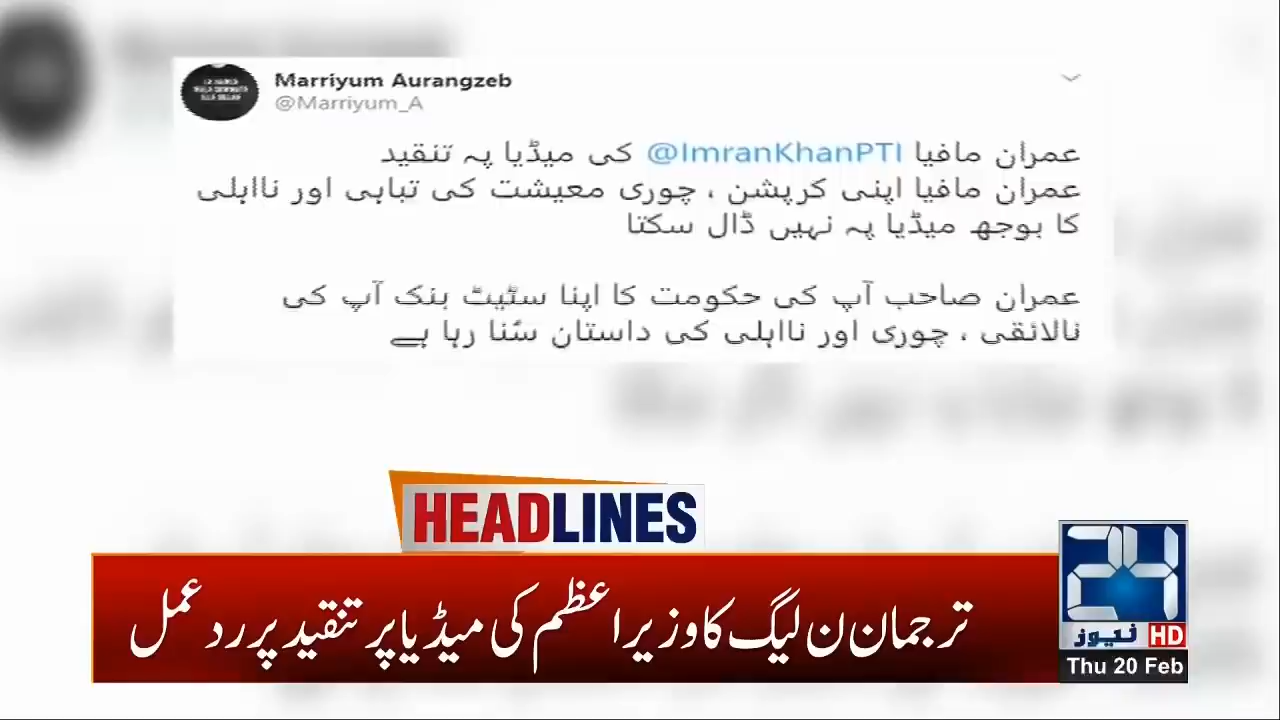 Marriyum Aurangzeb
@Marriyum_A
عمران مافیا @ImranKhanPTI کی میڈیا پہ تنقید
عمران مافیا اپنی کرپشن ، چوری معیشت کی تباہی اور نااہلی
کا بوجھ میڈیا پہ نہیں ڈال سکتا
عمران صاحب آپ کی حکومت کا اپنا سٹیٹ بنک آپ کی
نالائقی ، چوری اور نااہلی کی داستان سُنا رہا ہے
HEADLINES
ترجمان ن لیگ کا وزیراعظم کی میڈیا پر تنقید پر رد عمل
24
نیوز HD
Thu 20 Feb